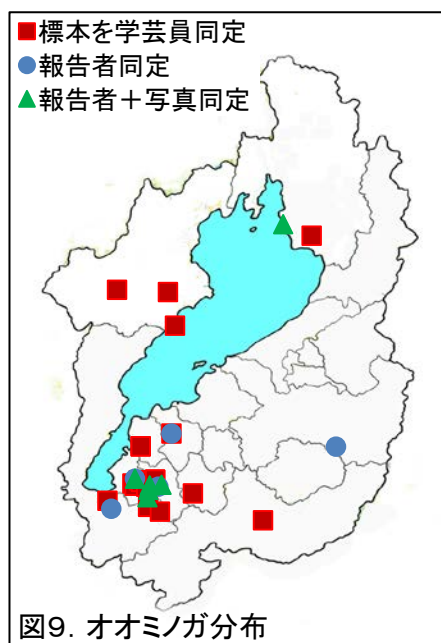 標本を学芸員同定
報告者同定
報告者＋写真同定
図9．オオミノガ分布